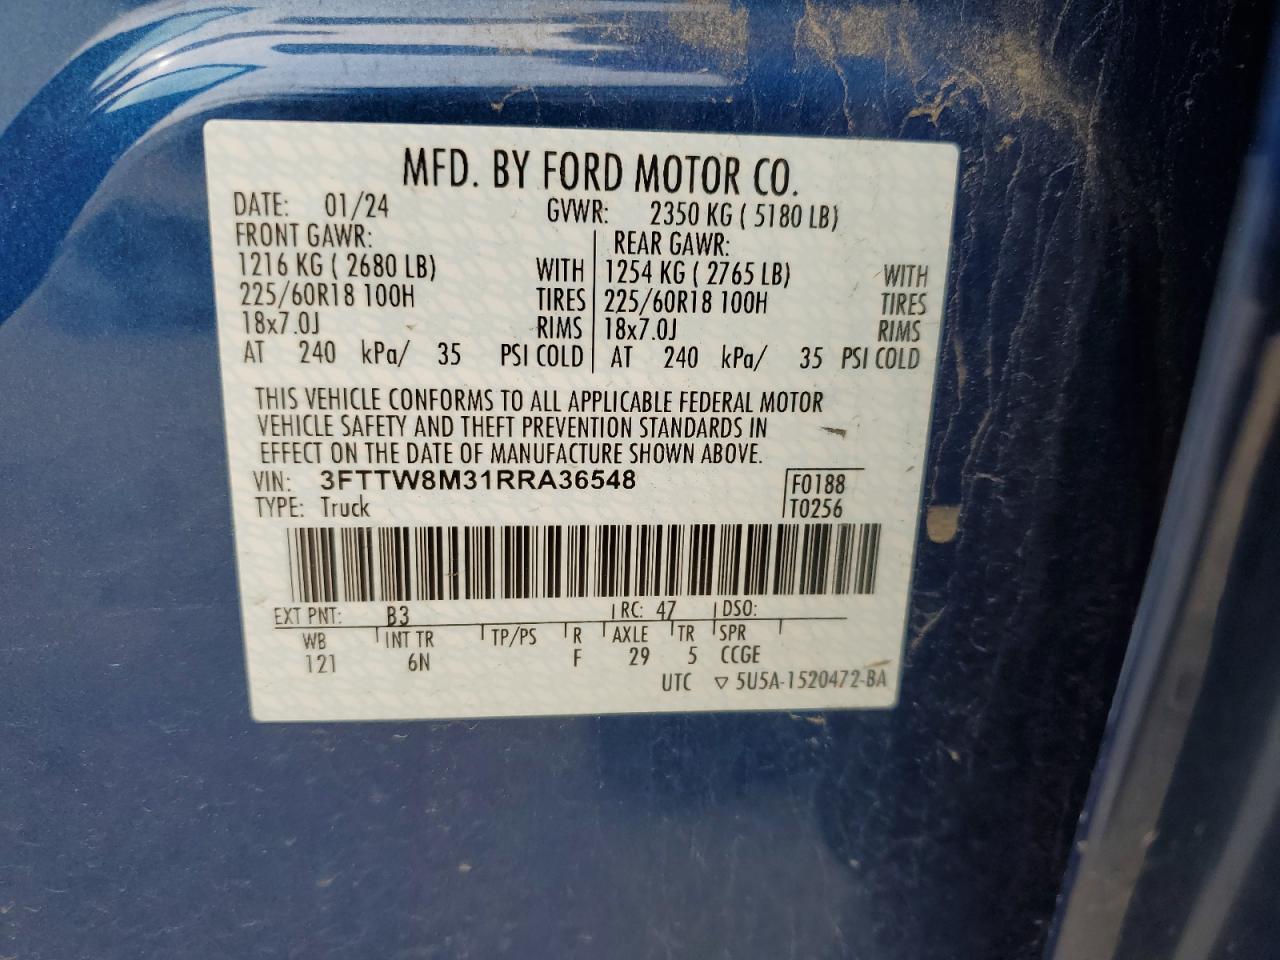 MFD. BY FORD MOTOR CO.
DATE: 01/24 GVWR: 2350 KG ( 5180 LB)
FRONT GAWR: REAR GAWR:
1216 KG ( 2680 LB) WITH 1254 KG ( 2765 LB) WITH
225/60R18 100H TIRES 225/60R18 100H TIRES
18x7.0J RIMS 18x7.0J RIMS
AT 240 kPa/ 35 PSI COLD AT 240 kPa/ 35 PSI COLD
THIS VEHICLE CONFORMS TO ALL APPLICABLE FEDERAL MOTOR
VEHICLE SAFETY AND THEFT PREVENTION STANDARDS IN
EFFECT ON THE DATE OF MANUFACTURE SHOWN ABOVE.
VIN: 3FTTW8M31RRA36548 F0188
TYPE: Truck T0256
EXT PNT: B3 RC: 47 DSO:
WB INT TR TP/PS R AXLE TR SPR
121 6N F 29 5 CCGE
UTC ▽ 5U5A-1520472-BA